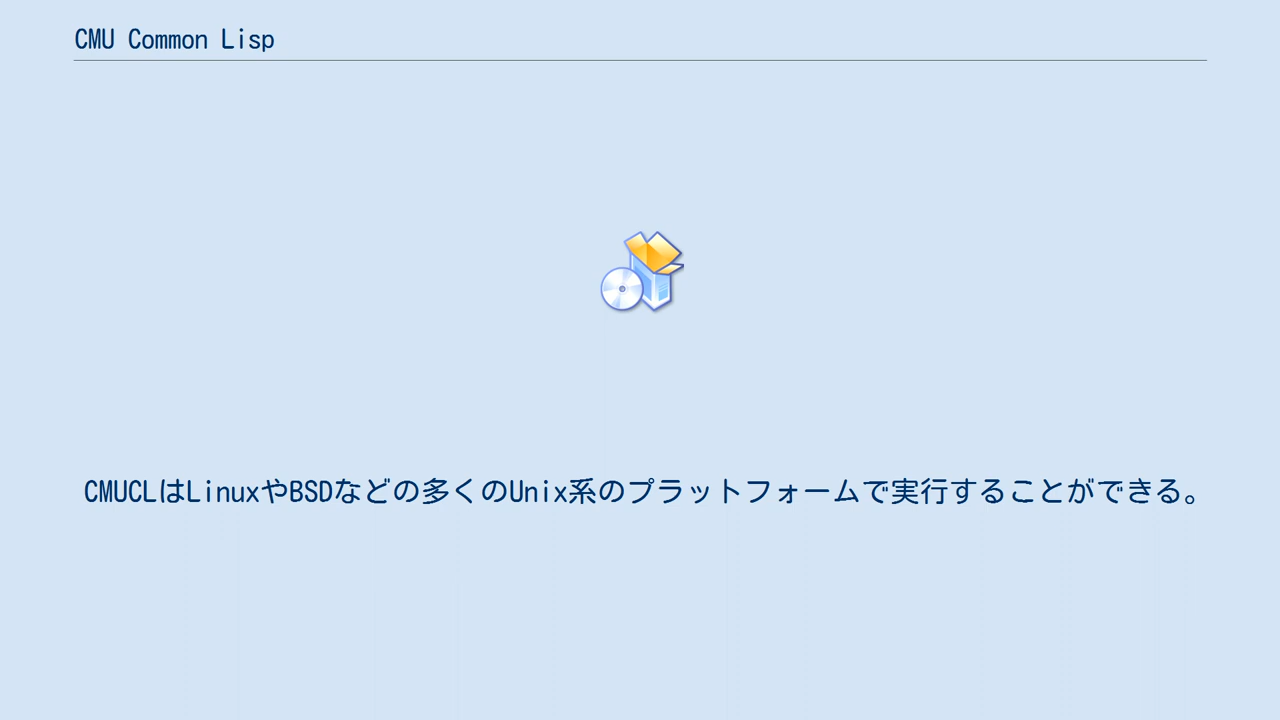 CMU Common Lisp
CMUCLはLinuxやBSDなどの多くのUnix系のプラットフォームで実行することができる。